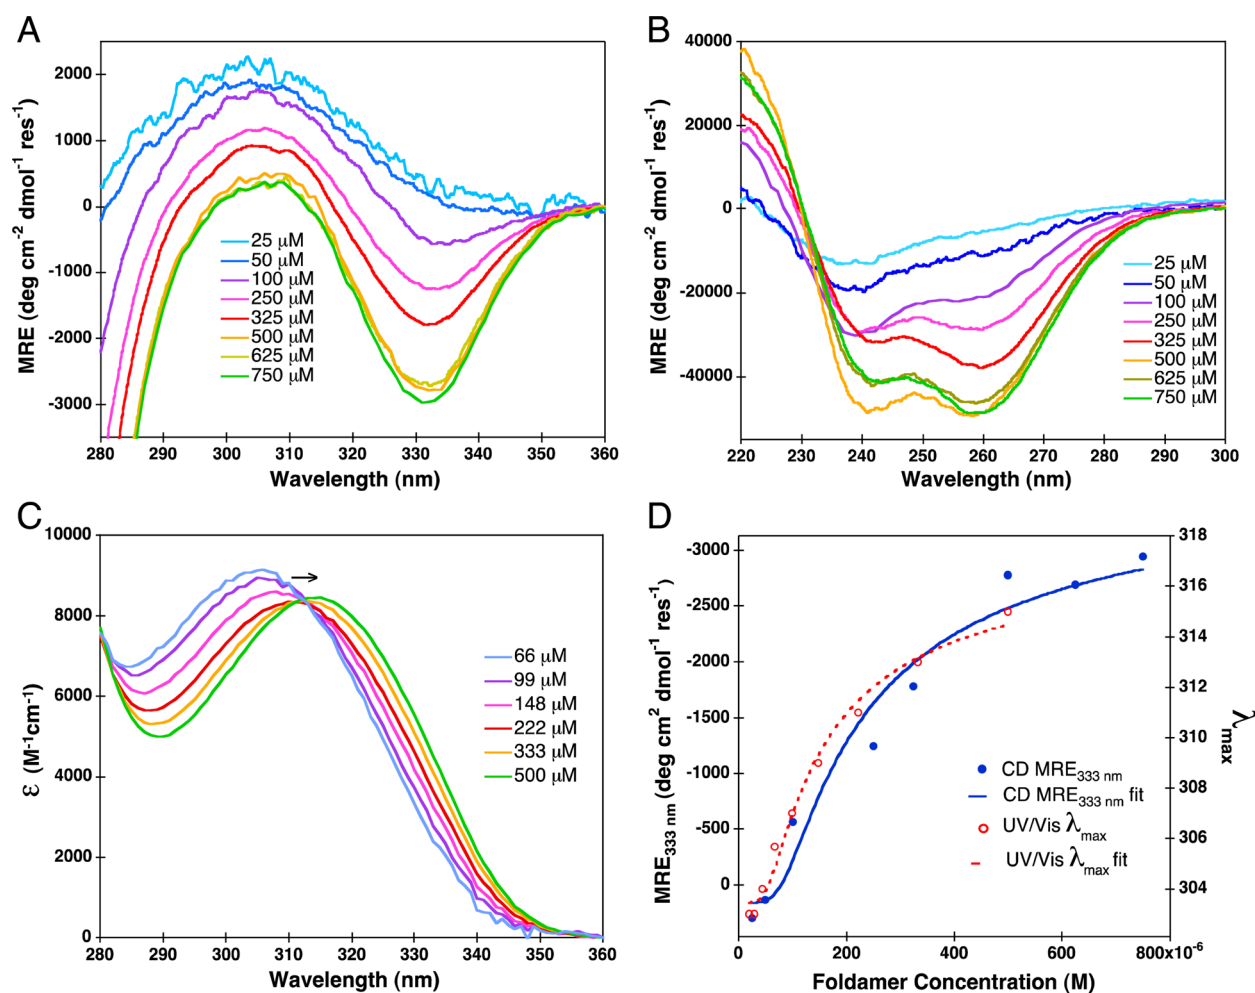 A
MRE (deg cm⁻² dmol⁻¹ res⁻¹)
2000
1000
0
-1000
-2000
-3000
25 µM
50 µM
100 µM
250 µM
325 µM
500 µM
625 µM
750 µM
280 290 300 310 320 330 340 350 360
Wavelength (nm)
B
MRE (deg cm⁻² dmol⁻¹ res⁻¹)
40000
20000
0
-20000
-40000
25 µM
50 µM
100 µM
250 µM
325 µM
500 µM
625 µM
750 µM
220 230 240 250 260 270 280 290 300
Wavelength (nm)
C
ε (M⁻¹cm⁻¹)
10000
8000
6000
4000
2000
0
66 µM
99 µM
148 µM
222 µM
333 µM
500 µM
280 290 300 310 320 330 340 350 360
Wavelength (nm)
D
MRE₃₃₃ nm (deg cm² dmol⁻¹ res⁻¹)
-3000
-2500
-2000
-1500
-1000
-500
0
318
316
314
312
310
308
306
304
λmax
CD MRE₃₃₃ nm
CD MRE₃₃₃ nm fit
UV/Vis λmax
UV/Vis λmax fit
0 200 400 600 800x10⁻⁶
Foldamer Concentration (M)